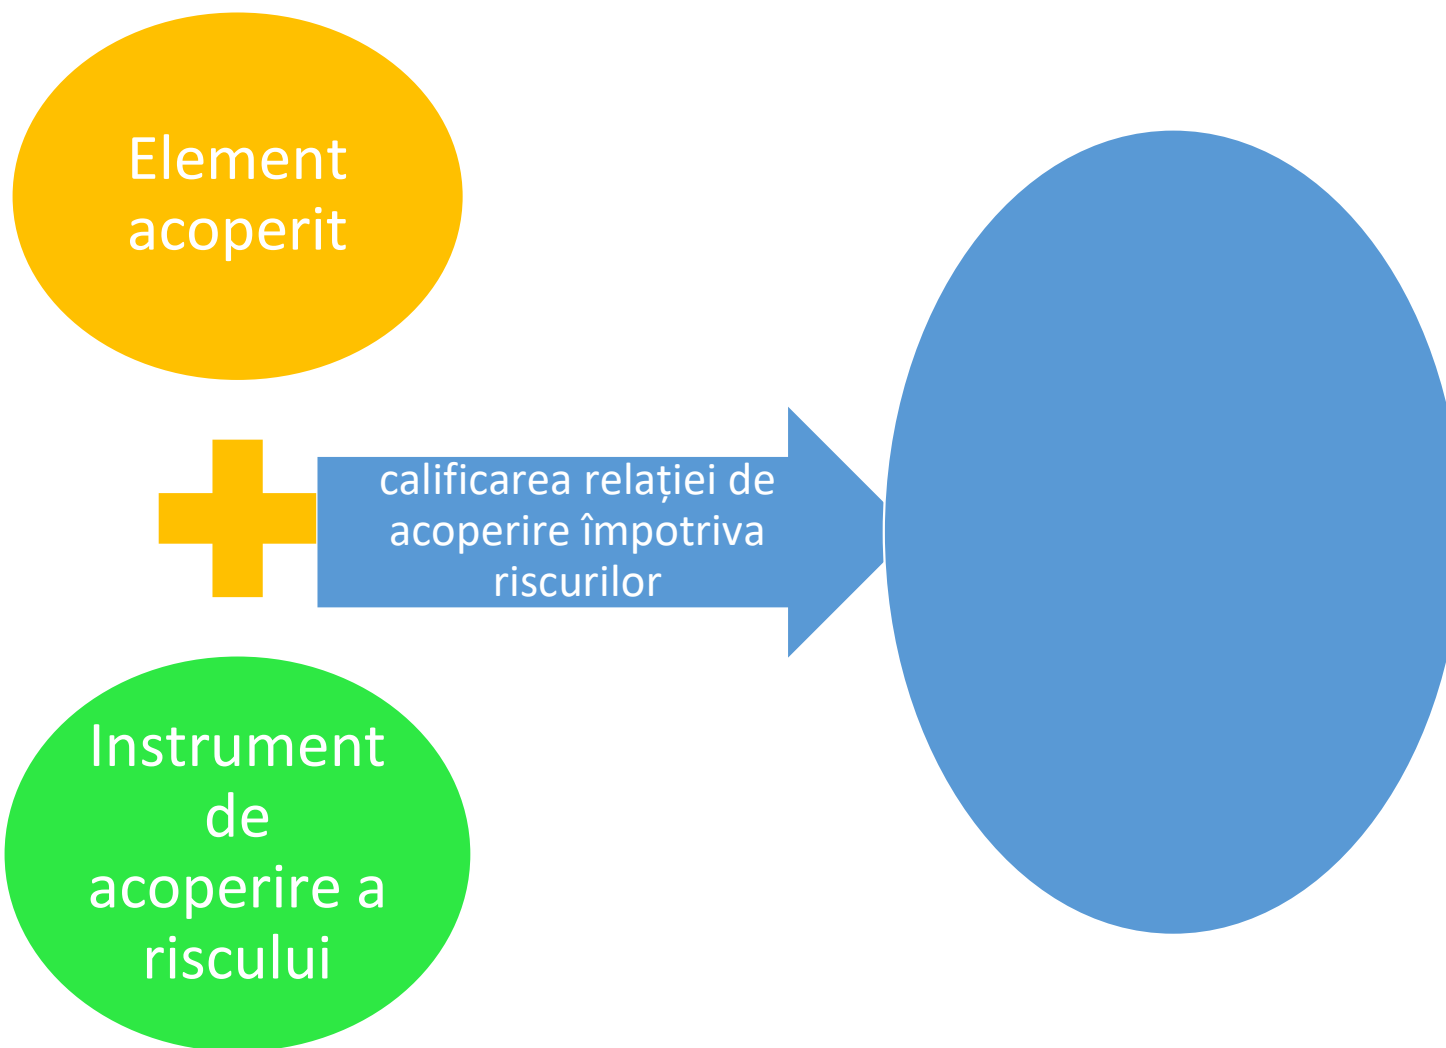 Element
acoperit
calificarea relației de
acoperire împotriva
riscurilor
Instrument
de
acoperire a
riscului